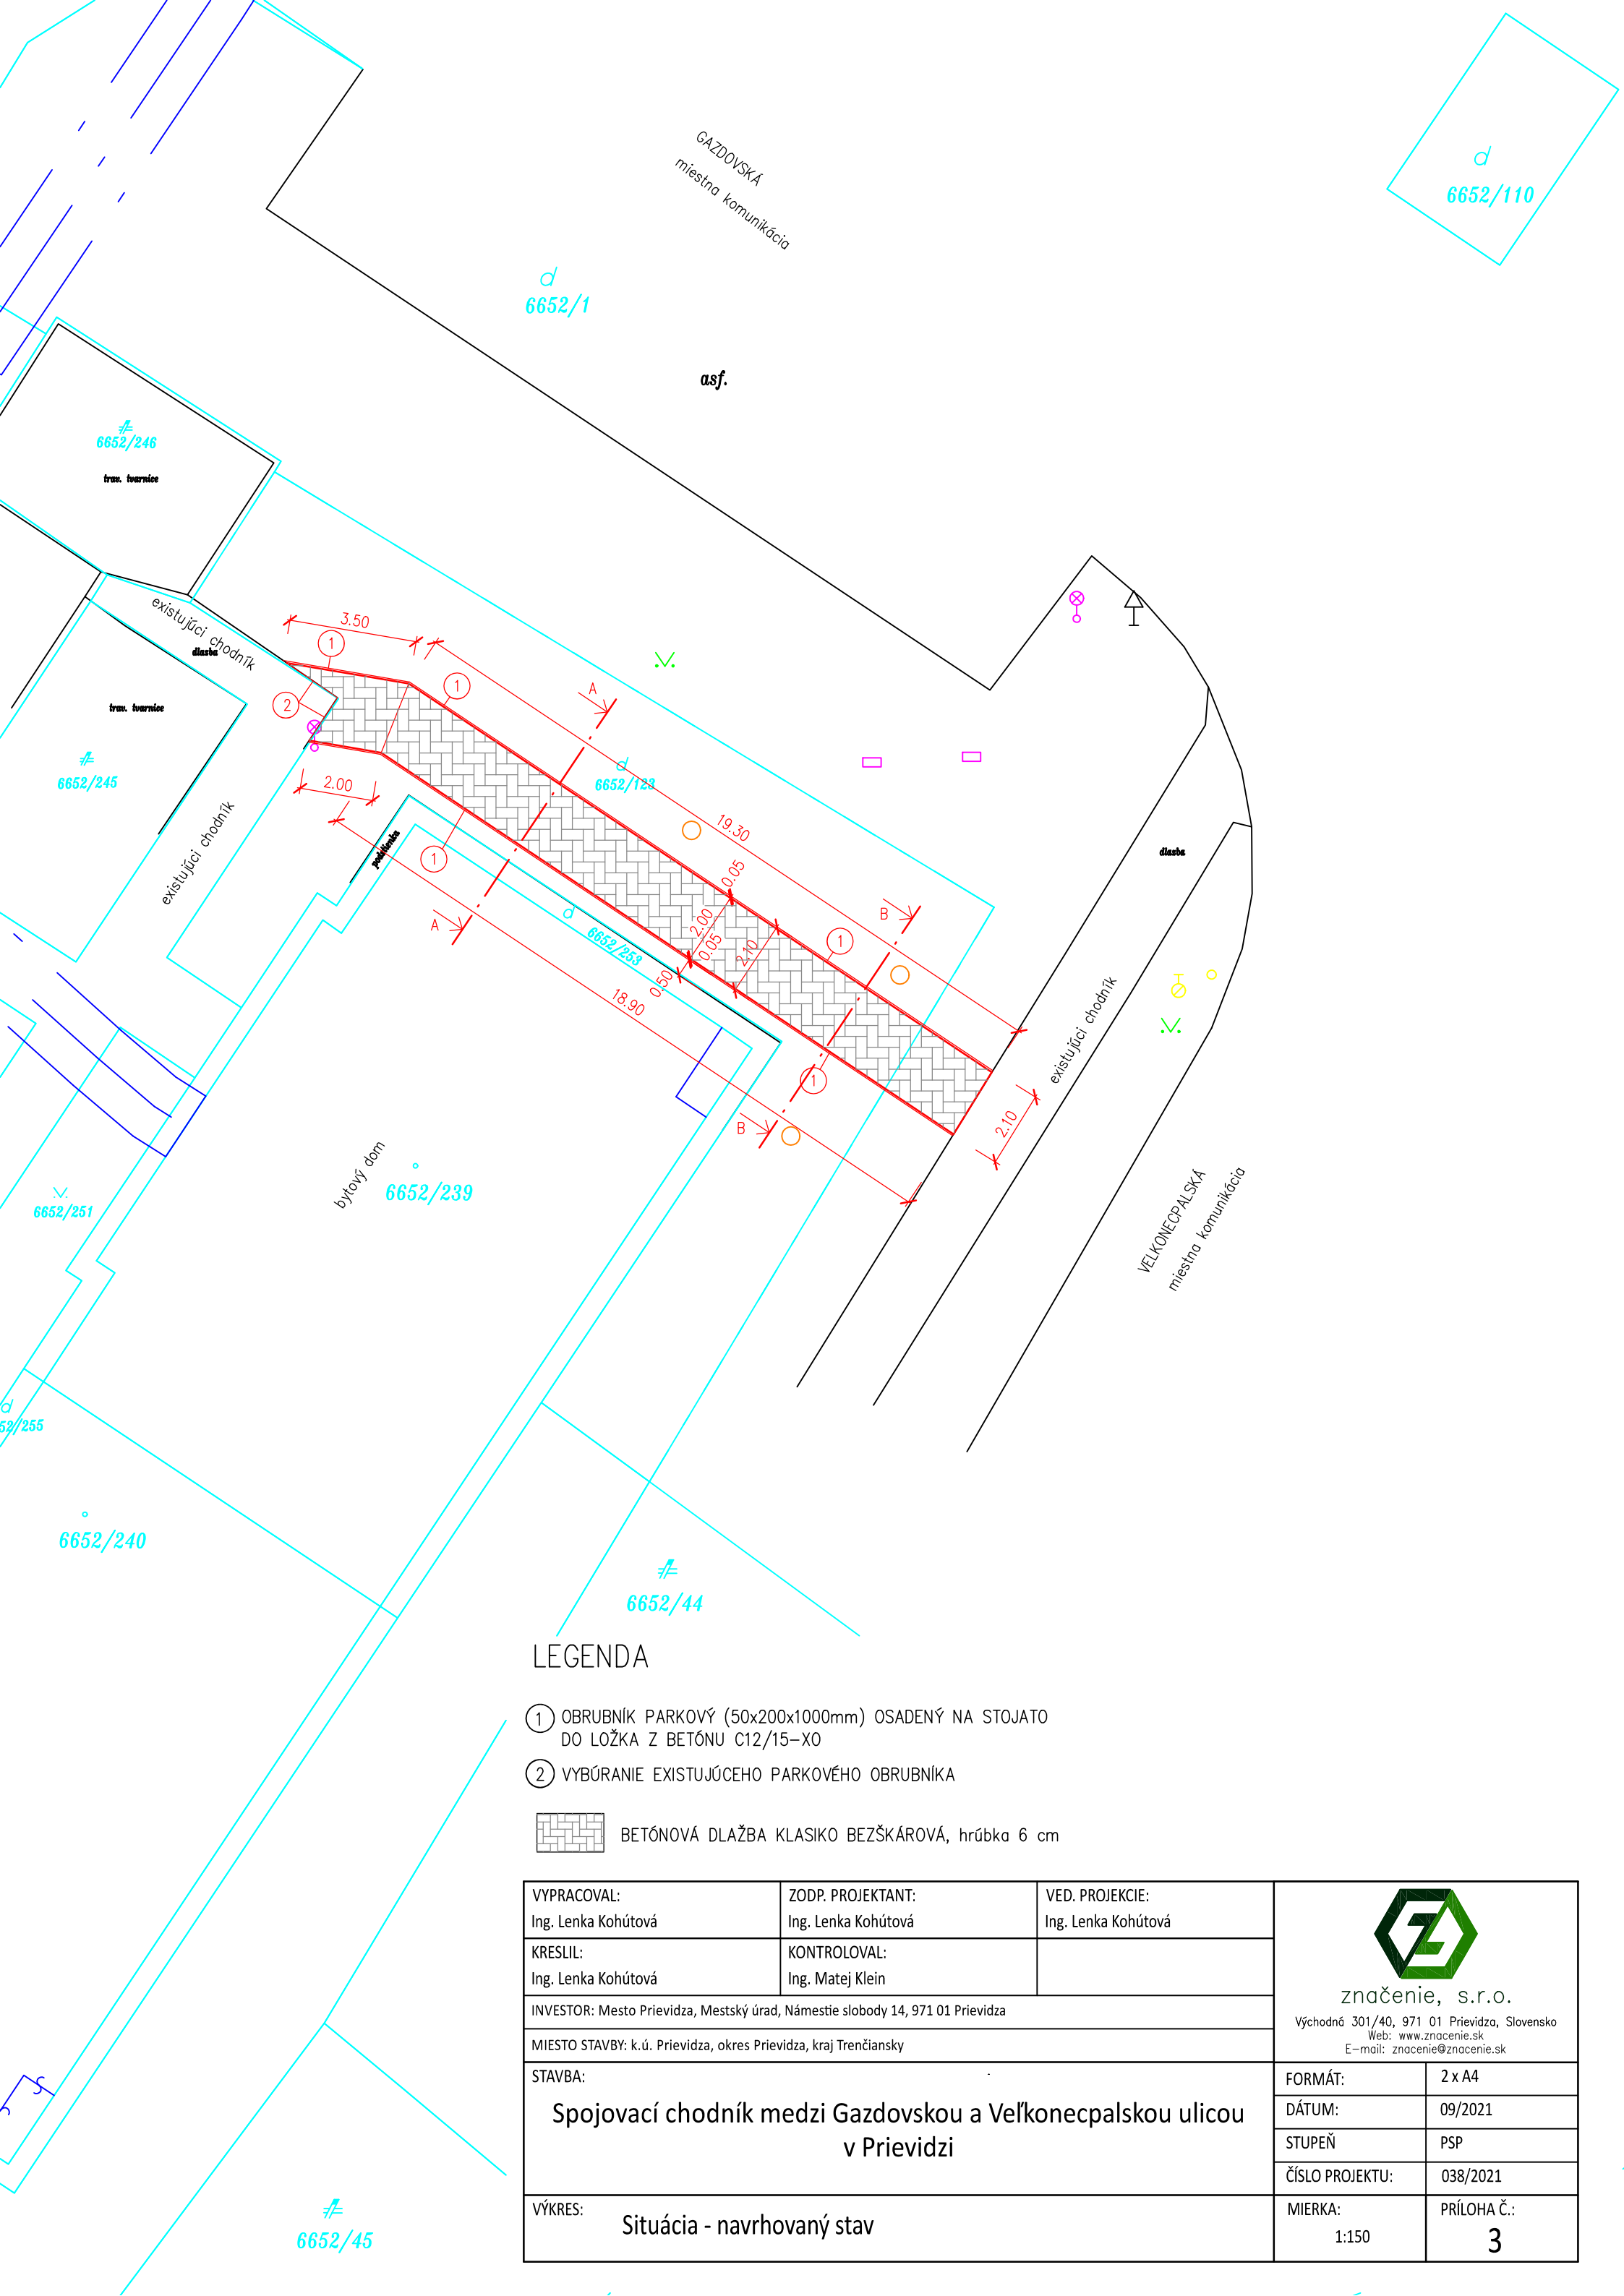 GAZDOVSKÁ
miestna komunikácia
d
6652/110
d
6652/1
asf.
6652/246
trav. tvarnice
existujúci chodník
dlazba
3.50
1
1
2
A
trav. tvarnice
6652/245
d
6652/123
2.00
existujúci chodník
podstienka
1
19.30
dlazba
0.05
A
B
2.00
0.05
2.10
1
d
6652/253
0.50
18.90
existujúci chodník
1
B
2.10
bytový dom
6652/239
6652/251
VELKONECPALSKÁ
miestna komunikácia
d
52/255
6652/240
6652/44
LEGENDA
1 OBRUBNÍK PARKOVÝ (50x200x1000mm) OSADENÝ NA STOJATO
DO LOŽKA Z BETÓNU C12/15-XO
2 VYBÚRANIE EXISTUJÚCEHO PARKOVÉHO OBRUBNÍKA
BETÓNOVÁ DLAŽBA KLASIKO BEZŠKÁROVÁ, hrúbka 6 cm
6652/45
VYPRACOVAL:
Ing. Lenka Kohútová
ZODP. PROJEKTANT:
Ing. Lenka Kohútová
VED. PROJEKCIE:
Ing. Lenka Kohútová
KRESLIL:
Ing. Lenka Kohútová
KONTROLOVAL:
Ing. Matej Klein
INVESTOR: Mesto Prievidza, Mestský úrad, Námestie slobody 14, 971 01 Prievidza
MIESTO STAVBY: k.ú. Prievidza, okres Prievidza, kraj Trenčiansky
značenie, s.r.o.
Východná 301/40, 971 01 Prievidza, Slovensko
Web: www.znacenie.sk
E-mail: znacenie@znacenie.sk
STAVBA:
Spojovací chodník medzi Gazdovskou a Veľkonecpalskou ulicou
v Prievidzi
FORMÁT: 2 x A4
DÁTUM: 09/2021
STUPEŇ PSP
ČÍSLO PROJEKTU: 038/2021
VÝKRES:
Situácia - navrhovaný stav
MIERKA:
1:150
PRÍLOHA Č.:
3